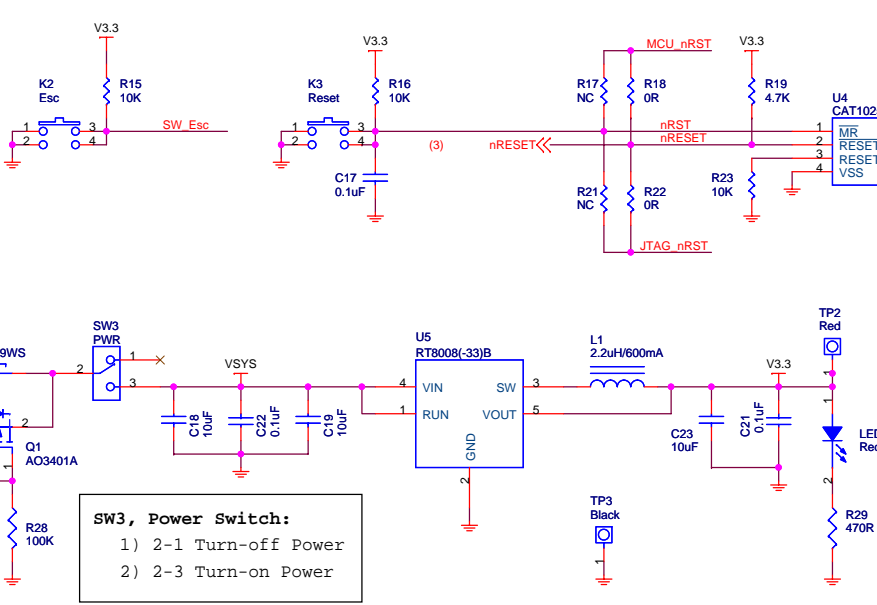 V3.3
K2
Esc
R15
10K
1
2
3
4
SW_Esc
V3.3
K3
Reset
R16
10K
1
2
3
4
C17
0.1uF
(3)
nRESET
MCU_nRST
R17
NC
R18
0R
nRST
nRESET
R21
NC
R22
0R
JTAG_nRST
V3.3
R19
4.7K
R23
10K
U4
CAT102
1
2
3
4
MR
RESET
RESET
VSS
9WS
2
Q1
AO3401A
1
R28
100K
SW3
PWR
2
1
3
VSYS
C18
10uF
C22
0.1uF
C19
10uF
U5
RT8008(-33)B
4
VIN
1
RUN
SW
3
VOUT
5
GND
2
L1
2.2uH/600mA
V3.3
C23
10uF
C21
0.1uF
TP2
Red
1
1
LED
Red
2
R29
470R
TP3
Black
1
SW3, Power Switch:
1) 2-1 Turn-off Power
2) 2-3 Turn-on Power